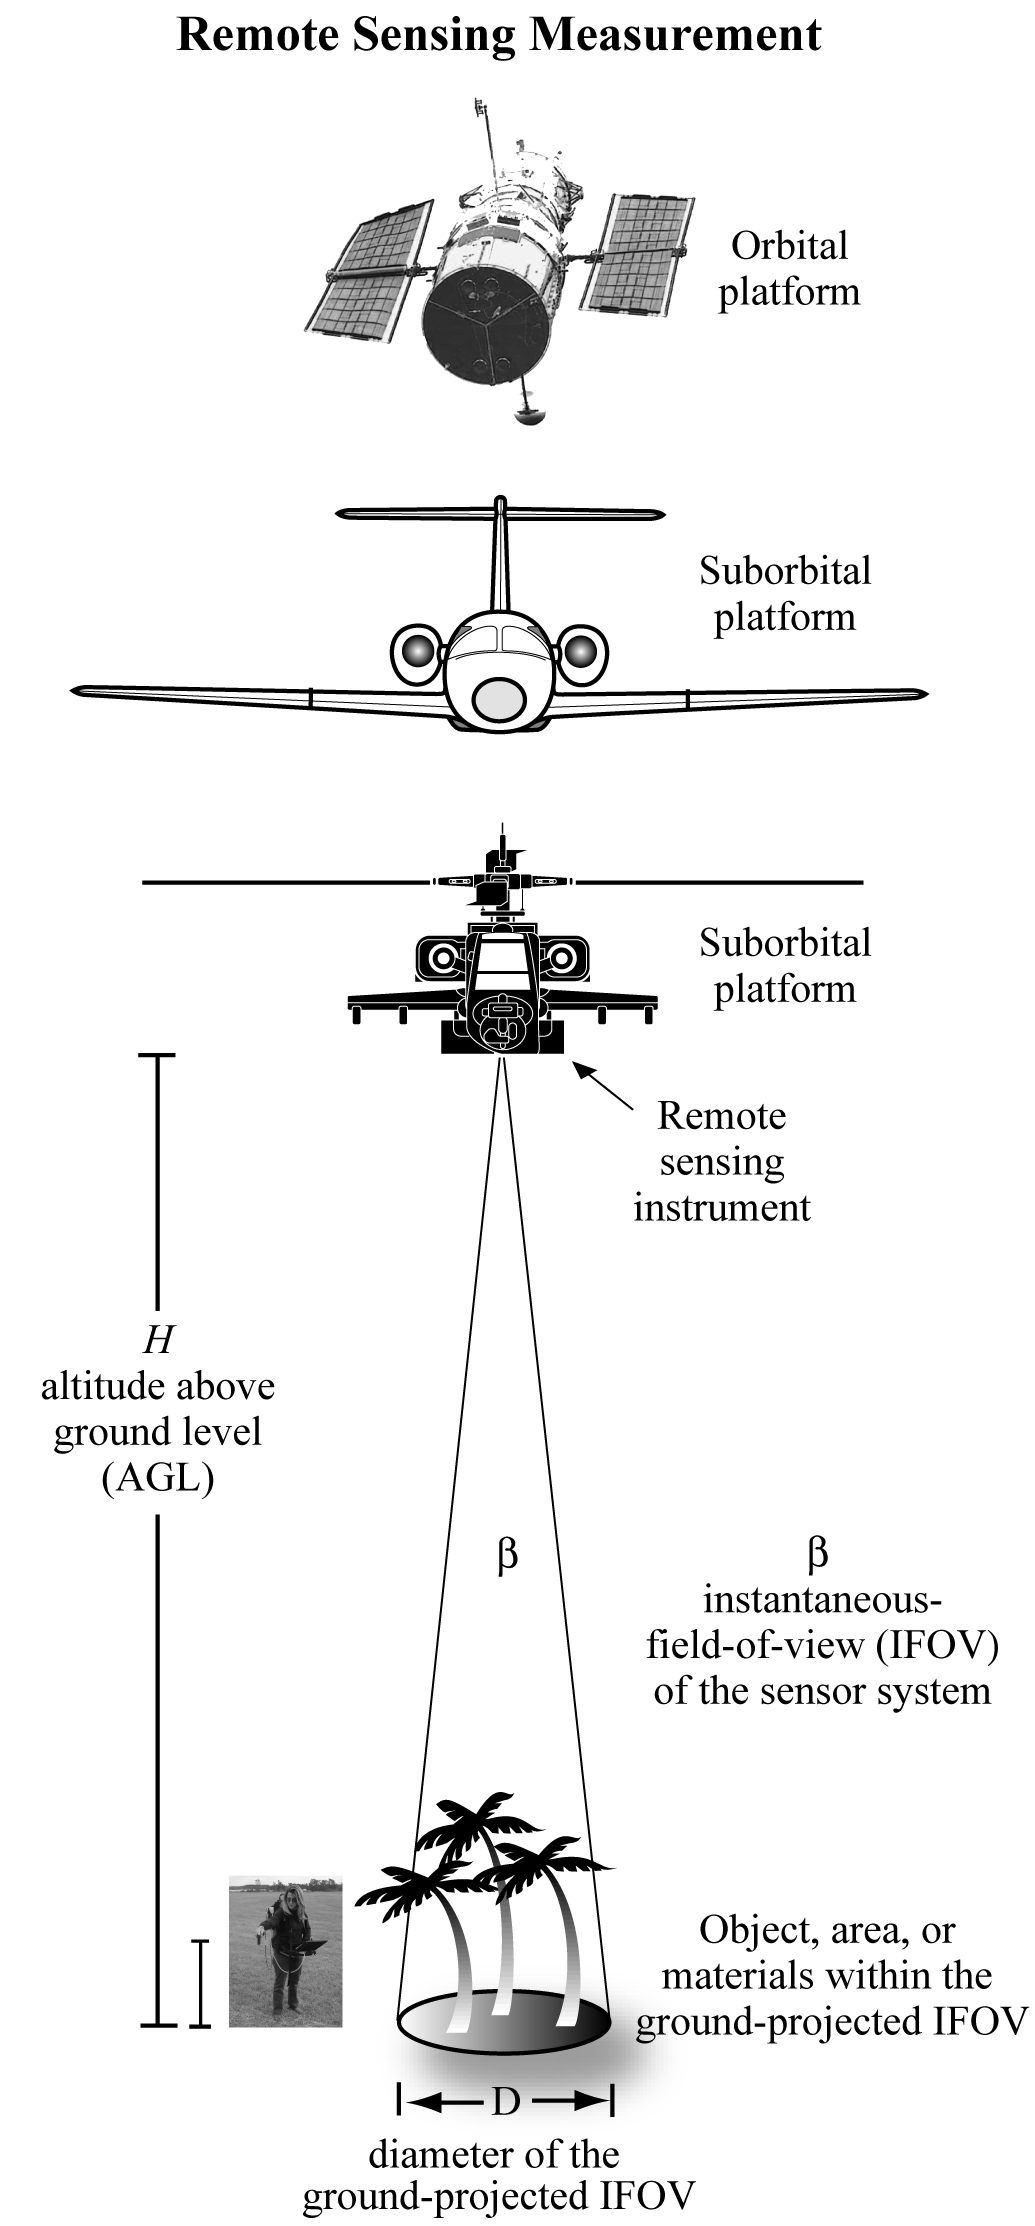 Remote Sensing Measurement
Orbital
platform
Suborbital
platform
Suborbital
platform
Remote
sensing
instrument
H
altitude above
ground level
(AGL)
β
β
instantaneous-
field-of-view (IFOV)
of the sensor system
Object, area, or
materials within the
ground-projected IFOV
D
diameter of the
ground-projected IFOV